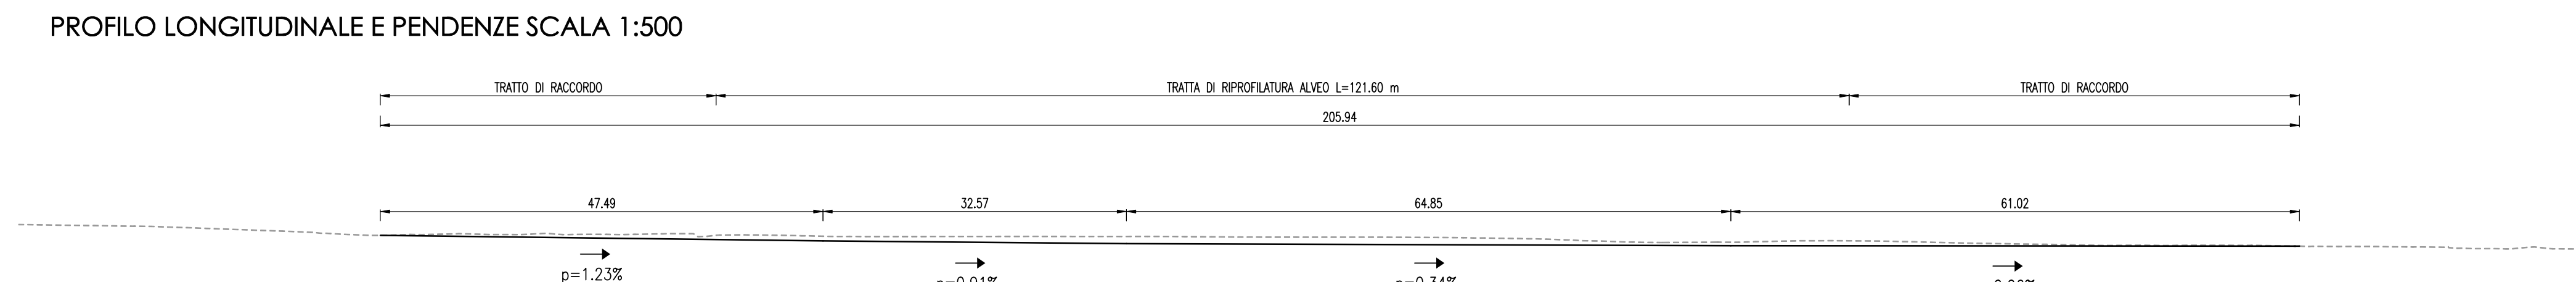 PROFILO LONGITUDINALE E PENDENZE SCALA 1:500
TRATTO DI RACCORDO
TRATTA DI RIPROFILATURA ALVEO L=121.60 m
TRATTO DI RACCORDO
205.94
47.49
32.57
64.85
61.02
p=1.23%